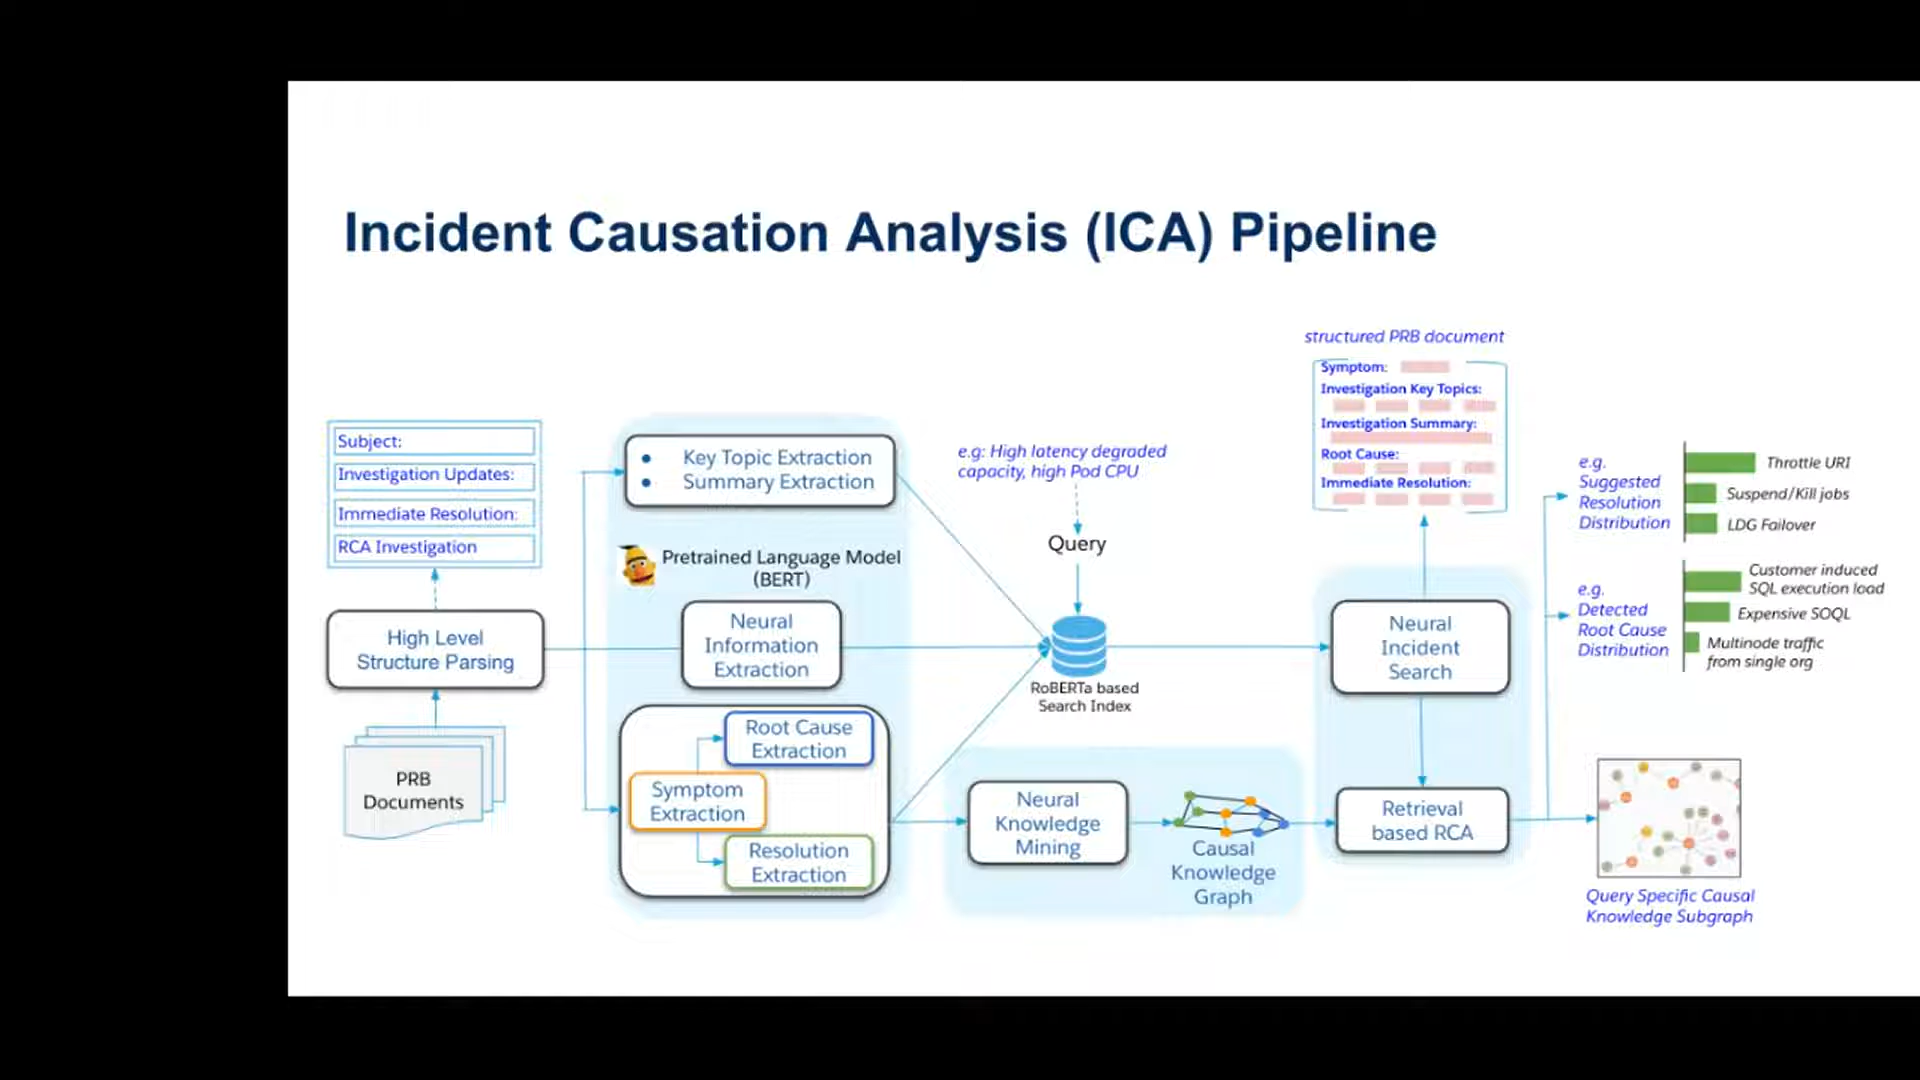 Incident Causation Analysis (ICA) Pipeline
Subject:
Investigation Updates:
Immediate Resolution:
RCA Investigation
High Level
Structure Parsing
PRB
Documents
Key Topic Extraction
Summary Extraction
Pretrained Language Model
(BERT)
Neural
Information
Extraction
Root Cause
Extraction
Symptom
Extraction
Resolution
Extraction
e.g: High latency degraded
capacity, high Pod CPU
Query
RoBERTa based
Search Index
Neural
Knowledge
Mining
Causal
Knowledge
Graph
structured PRB document
Symptom:
Investigation Key Topics:
Investigation Summary:
Root Cause:
Immediate Resolution:
Neural
Incident
Search
Retrieval
based RCA
e.g.
Suggested
Resolution
Distribution
Throttle URI
Suspend/Kill jobs
LDG Failover
e.g.
Detected
Root Cause
Distribution
Customer induced
SQL execution load
Expensive SOQL
Multinode traffic
from single org
Query Specific Causal
Knowledge Subgraph